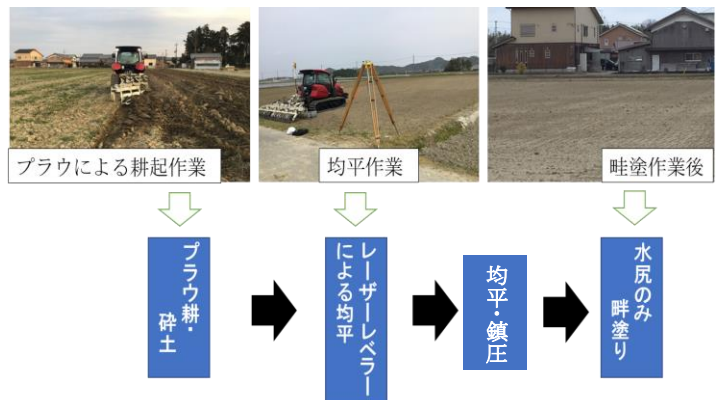 プラウによる耕起作業
均平作業
畦塗作業後
プラウ耕・
砕土
レーザーレベラー
による均平
均平・鎮圧
水尻のみ
畔塗り